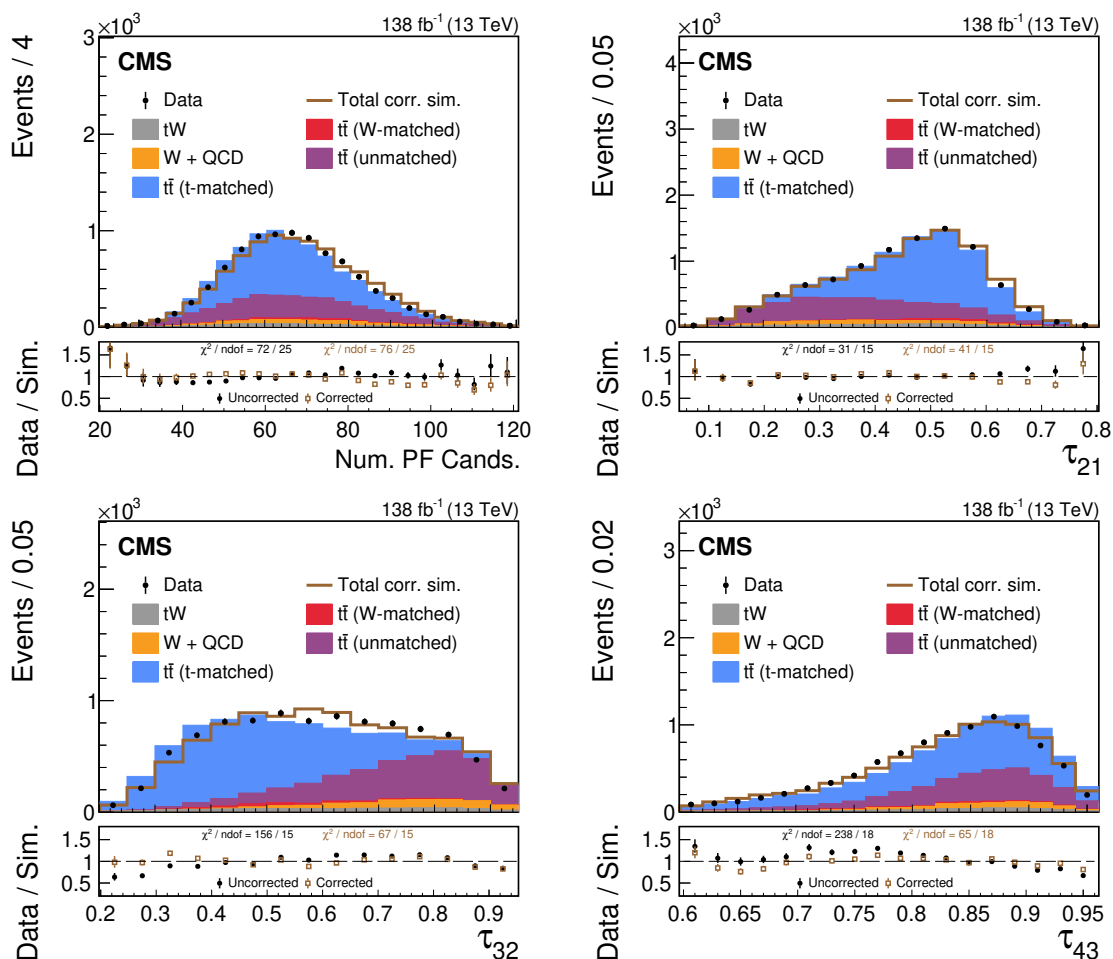 ×10³
138 fb⁻¹ (13 TeV)
Events / 4
3
2
1
0
CMS
Data
Total corr. sim.
tW
tt̄ (W-matched)
W + QCD
tt̄ (unmatched)
tt̄ (t-matched)
Data / Sim.
1.5
1
0.5
χ² / ndof = 72 / 25
χ² / ndof = 76 / 25
Uncorrected
Corrected
20 40 60 80 100 120
Num. PF Cands.
×10³
138 fb⁻¹ (13 TeV)
Events / 0.05
4
3
2
1
0
CMS
Data
Total corr. sim.
tW
tt̄ (W-matched)
W + QCD
tt̄ (unmatched)
tt̄ (t-matched)
Data / Sim.
1.5
1
0.5
χ² / ndof = 31 / 15
χ² / ndof = 41 / 15
Uncorrected
Corrected
0.1 0.2 0.3 0.4 0.5 0.6 0.7 0.8
τ₂₁
×10³
138 fb⁻¹ (13 TeV)
Events / 0.05
2
1
0
CMS
Data
Total corr. sim.
tW
tt̄ (W-matched)
W + QCD
tt̄ (unmatched)
tt̄ (t-matched)
Data / Sim.
1.5
1
0.5
χ² / ndof = 156 / 15
χ² / ndof = 67 / 15
Uncorrected
Corrected
0.2 0.3 0.4 0.5 0.6 0.7 0.8 0.9
τ₃₂
×10³
138 fb⁻¹ (13 TeV)
Events / 0.02
3
2
1
0
CMS
Data
Total corr. sim.
tW
tt̄ (W-matched)
W + QCD
tt̄ (unmatched)
tt̄ (t-matched)
Data / Sim.
1.5
1
0.5
χ² / ndof = 238 / 18
χ² / ndof = 65 / 18
Uncorrected
Corrected
0.6 0.65 0.7 0.75 0.8 0.85 0.9 0.95
τ₄₃